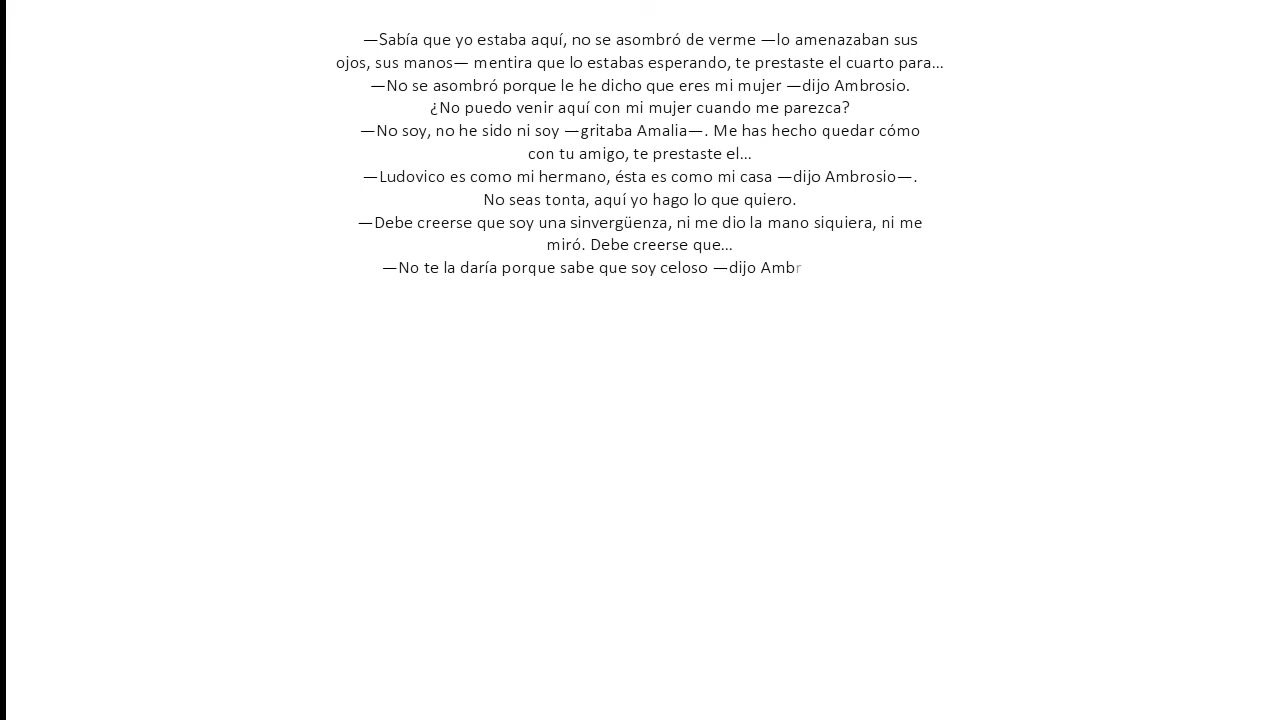 —Sabía que yo estaba aquí, no se asombró de verme —lo amenazaban sus
ojos, sus manos— mentira que lo estabas esperando, te prestaste el cuarto para…
—No se asombró porque le he dicho que eres mi mujer —dijo Ambrosio.
¿No puedo venir aquí con mi mujer cuando me parezca?
—No soy, no he sido ni soy —gritaba Amalia—. Me has hecho quedar cómo
con tu amigo, te prestaste el…
—Ludovico es como mi hermano, ésta es como mi casa —dijo Ambrosio—.
No seas tonta, aquí yo hago lo que quiero.
—Debe creerse que soy una sinvergüenza, ni me dio la mano siquiera, ni me
miró. Debe creerse que…
—No te la daría porque sabe que soy celoso —dijo Ambr